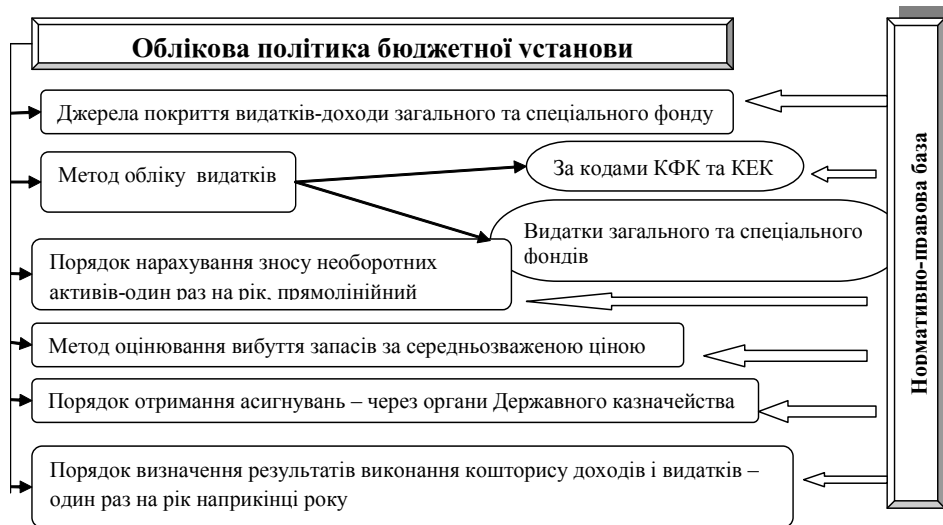 Облікова політика бюджетної установи
Джерела покриття видатків-доходи загального та спеціального фонду
Метод обліку видатків
За кодами КФК та КЕК
Видатки загального та спеціального
фондів
Порядок нарахування зносу необоротних
активів-один раз на рік, прямолінійний
Метод оцінювання вибуття запасів за середньозваженою ціною
Порядок отримання асигнувань – через органи Державного казначейства
Порядок визначення результатів виконання кошторису доходів і видатків –
один раз на рік наприкінці року
Нормативно-правова база